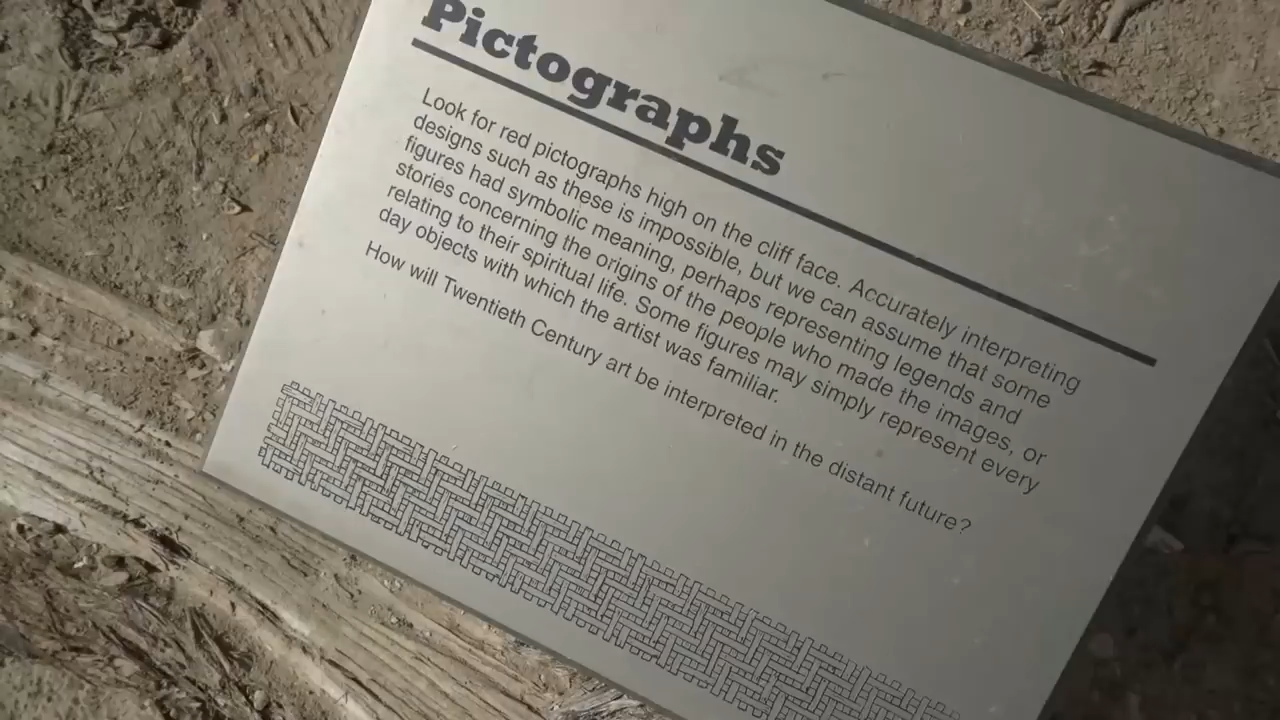 Pictographs
Look for red pictographs high on the cliff face. Accurately interpreting
designs such as these is impossible, but we can assume that some
figures had symbolic meaning, perhaps representing legends and
stories concerning the origins of the people who made the images, or
relating to their spiritual life. Some figures may simply represent every
day objects with which the artist was familiar.
How will Twentieth Century art be interpreted in the distant future?